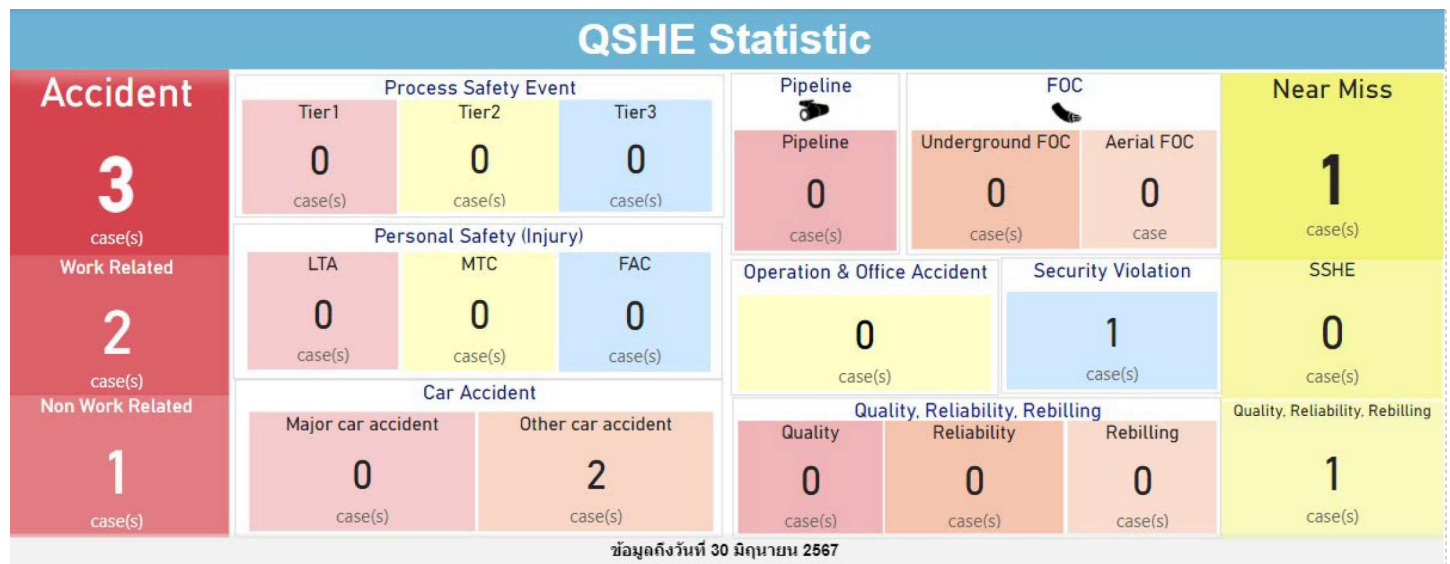 QSHE Statistic
Accident
3
case(s)
Work Related
2
case(s)
Non Work Related
1
case(s)
Process Safety Event
Tier1 Tier2 Tier3
0 0 0
case(s) case(s) case(s)
Personal Safety (Injury)
LTA MTC FAC
0 0 0
case(s) case(s) case(s)
Car Accident
Major car accident Other car accident
0 2
case(s) case(s)
Pipeline
Pipeline
0
case(s)
FOC
Underground FOC Aerial FOC
0 0
case(s) case
Operation & Office Accident
0
case(s)
Security Violation
1
case(s)
Quality, Reliability, Rebilling
Quality Reliability Rebilling
0 0 0
case(s) case(s) case(s)
Near Miss
1
case(s)
SSHE
0
case(s)
Quality, Reliability, Rebilling
1
case(s)
ข้อมูลถึงวันที่ 30 มิถุนายน 2567